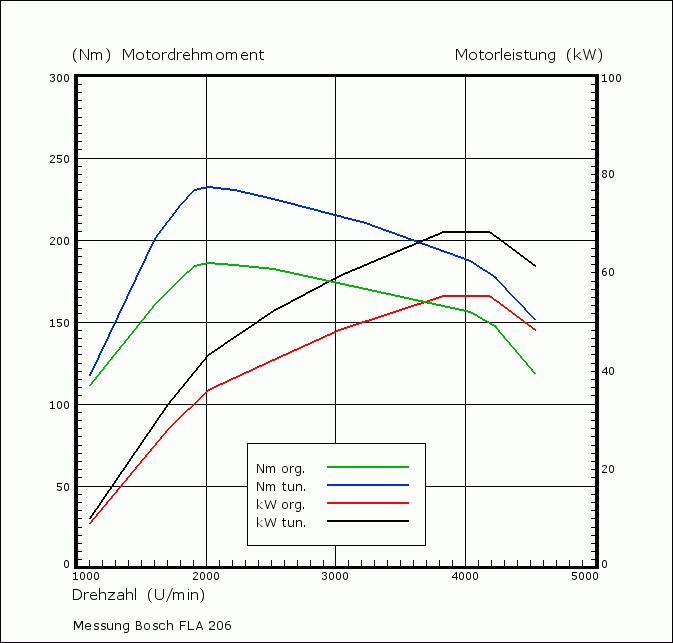 (Nm) Motordrehmoment Motorleistung (kW)
300 100
250
80
200
60
150
40
100
20
50
0 0
Nm org.
Nm tun.
kW org.
kW tun.
1000 2000 3000 4000 5000
Drehzahl (U/min)
Messung Bosch FLA 206